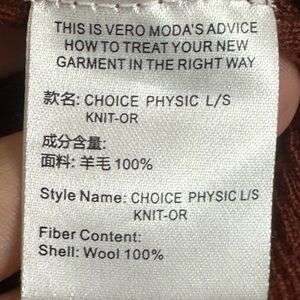 THIS IS VERO MODA'S ADVICE
HOW TO TREAT YOUR NEW
GARMENT IN THE RIGHT WAY
款名: CHOICE PHYSIC L/S
KNIT-OR
成分含量:
面料: 羊毛 100%
Style Name: CHOICE PHYSIC L/S
KNIT-OR
Fiber Content:
Shell: Wool 100%